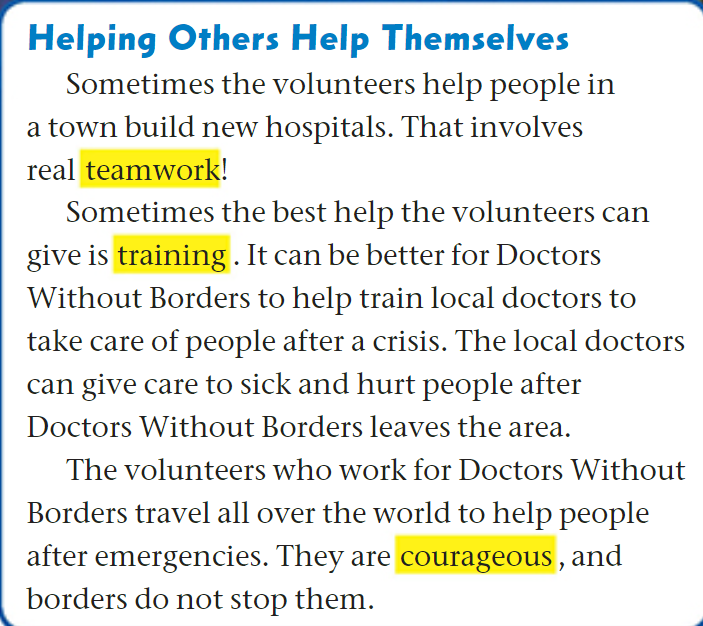 Helping Others Help Themselves
Sometimes the volunteers help people in
a town build new hospitals. That involves
real teamwork!
Sometimes the best help the volunteers can
give is training . It can be better for Doctors
Without Borders to help train local doctors to
take care of people after a crisis. The local doctors
can give care to sick and hurt people after
Doctors Without Borders leaves the area.
The volunteers who work for Doctors Without
Borders travel all over the world to help people
after emergencies. They are courageous , and
borders do not stop them.